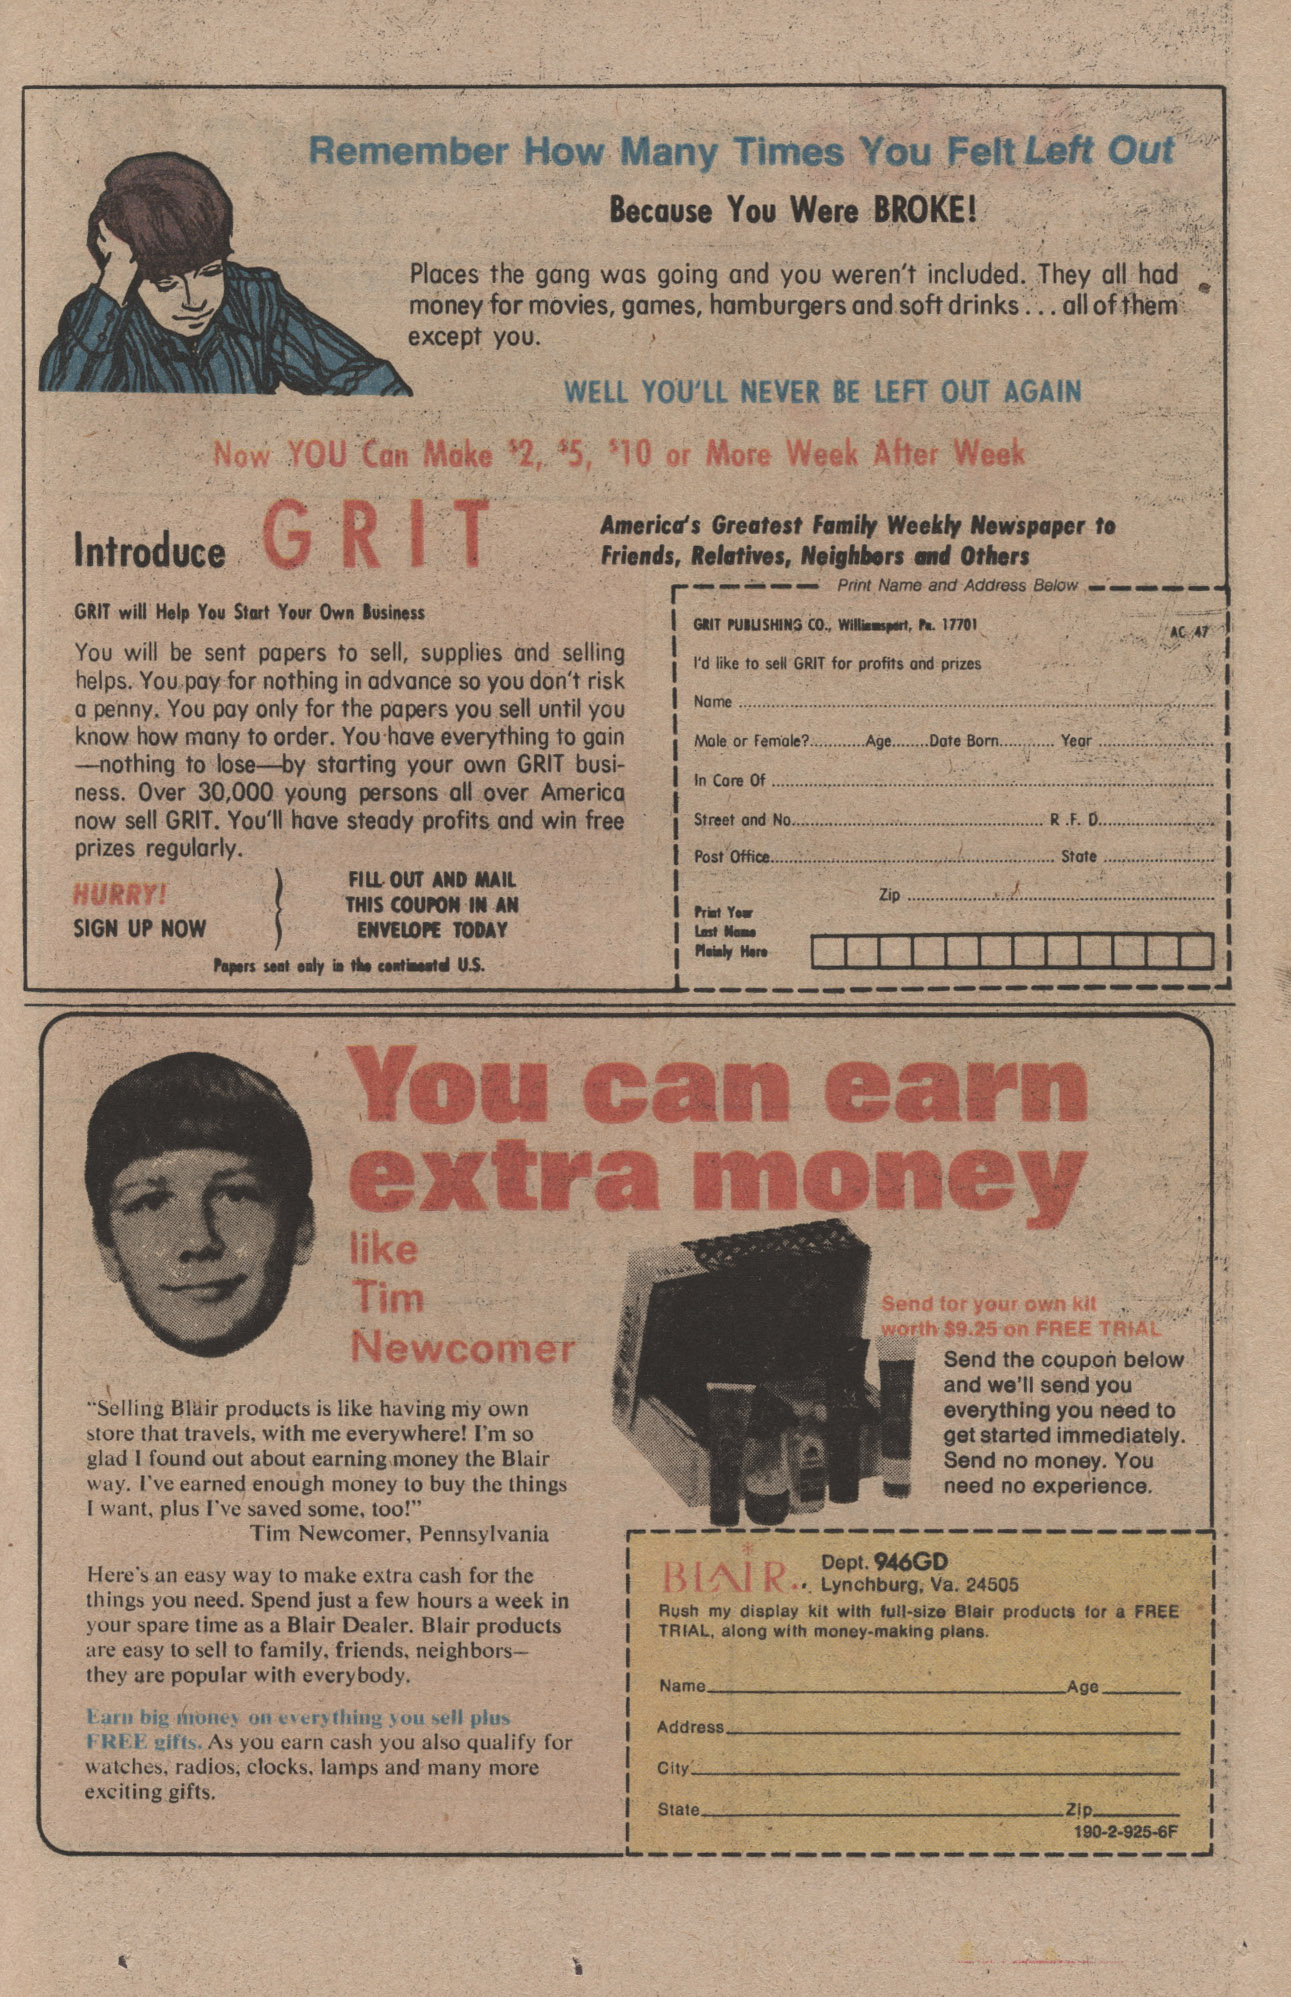 Remember How Many Times You Felt Left Out
Because You Were BROKE!
Places the gang was going and you weren't included. They all had
money for movies, games, hamburgers and soft drinks . . . all of them
except you.
WELL YOU'LL NEVER BE LEFT OUT AGAIN
Now YOU Can Make $2, $5, $10 or More Week After Week
Introduce GRIT
America's Greatest Family Weekly Newspaper to
Friends, Relatives, Neighbors and Others
GRIT will Help You Start Your Own Business
You will be sent papers to sell, supplies and selling
helps. You pay for nothing in advance so you don't risk
a penny. You pay only for the papers you sell until you
know how many to order. You have everything to gain
—nothing to lose—by starting your own GRIT busi-
ness. Over 30,000 young persons all over America
now sell GRIT. You'll have steady profits and win free
prizes regularly.
HURRY!
SIGN UP NOW
FILL OUT AND MAIL
THIS COUPON IN AN
ENVELOPE TODAY
Papers sent only in the continental U.S.
Print Name and Address Below
GRIT PUBLISHING CO., Williamsport, Pa. 17701
AC 47
I'd like to sell GRIT for profits and prizes
Name
Male or Female? Age Date Born Year
In Care Of
Street and No. R.F.D.
Post Office State
Zip
Print Your
Last Name
Plainly Here
You can earn
extra money
like
Tim
Newcomer
"Selling Blair products is like having my own
store that travels, with me everywhere! I'm so
glad I found out about earning money the Blair
way. I've earned enough money to buy the things
I want, plus I've saved some, too!"
Tim Newcomer, Pennsylvania
Here's an easy way to make extra cash for the
things you need. Spend just a few hours a week in
your spare time as a Blair Dealer. Blair products
are easy to sell to family, friends, neighbors—
they are popular with everybody.
Earn big money on everything you sell plus
FREE gifts. As you earn cash you also qualify for
watches, radios, clocks, lamps and many more
exciting gifts.
Send for your own kit
worth $9.25 on FREE TRIAL
Send the coupon below
and we'll send you
everything you need to
get started immediately.
Send no money. You
need no experience.
BLAIR
Dept. 946GD
Lynchburg, Va. 24505
Rush my display kit with full-size Blair products for a FREE
TRIAL, along with money-making plans.
Name Age
Address
City
State Zip
190-2-925-6F